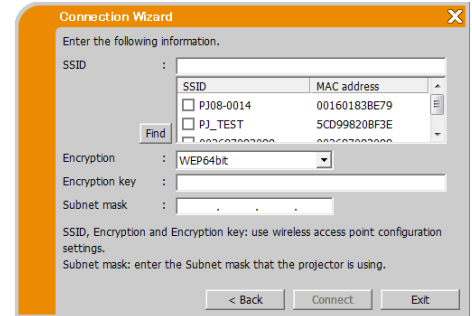 Connection Wizard
Enter the following information.
SSID :
SSID MAC address
PJ08-0014 00160183BE79
PJ_TEST 5CD99820BF3E
Find
Encryption : WEP64bit
Encryption key :
Subnet mask : . . .
SSID, Encryption and Encryption key: use wireless access point configuration
settings.
Subnet mask: enter the Subnet mask that the projector is using.
< Back Connect Exit